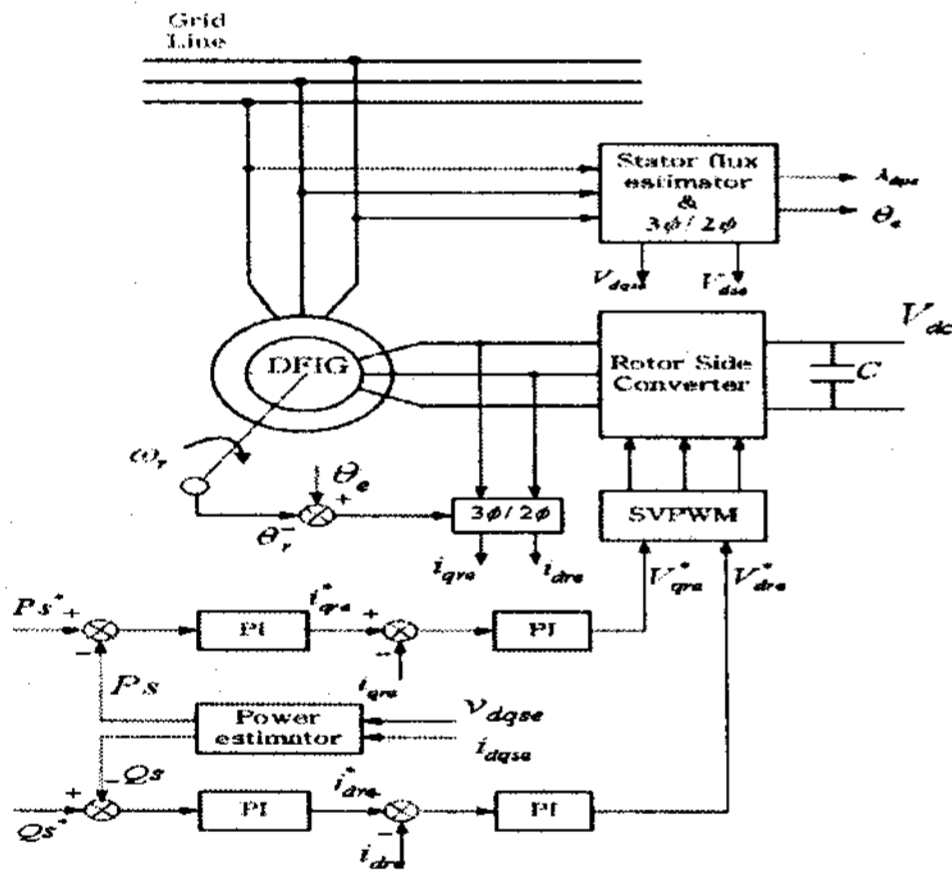 Grid
Line
Stator flux
estimator
&
3ϕ/2ϕ
λdqse
θe
Vdqse
Vdse
Vdc
DFIG
Rotor Side
Converter
C
ωr
θe
+
θr
−
3ϕ/2ϕ
SVPWM
iqre
idre
V*qre
V*dre
Ps*
+
−
PI
i*qre
+
−
PI
Ps
iqre
Power
estimator
vdqse
idqse
−Qs
+
Qs*
PI
i*dre
−
PI
idre